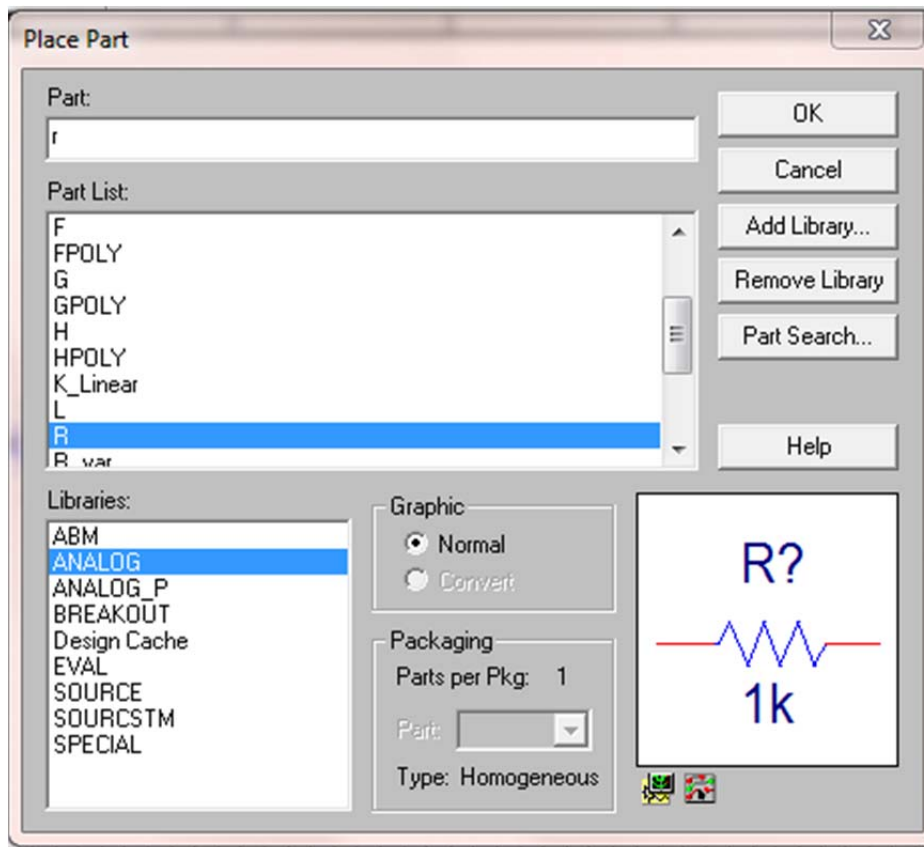 Place Part
Part:
r
OK
Cancel
Part List:
Add Library...
Remove Library
Part Search...
Help
F
FPOLY
G
GPOLY
H
HPOLY
K_Linear
L
R
R_var
Libraries:
ABM
ANALOG
ANALOG_P
BREAKOUT
Design Cache
EVAL
SOURCE
SOURCSTM
SPECIAL
Graphic
Normal
Convert
Packaging
Parts per Pkg: 1
Part:
Type: Homogeneous
R?
1k